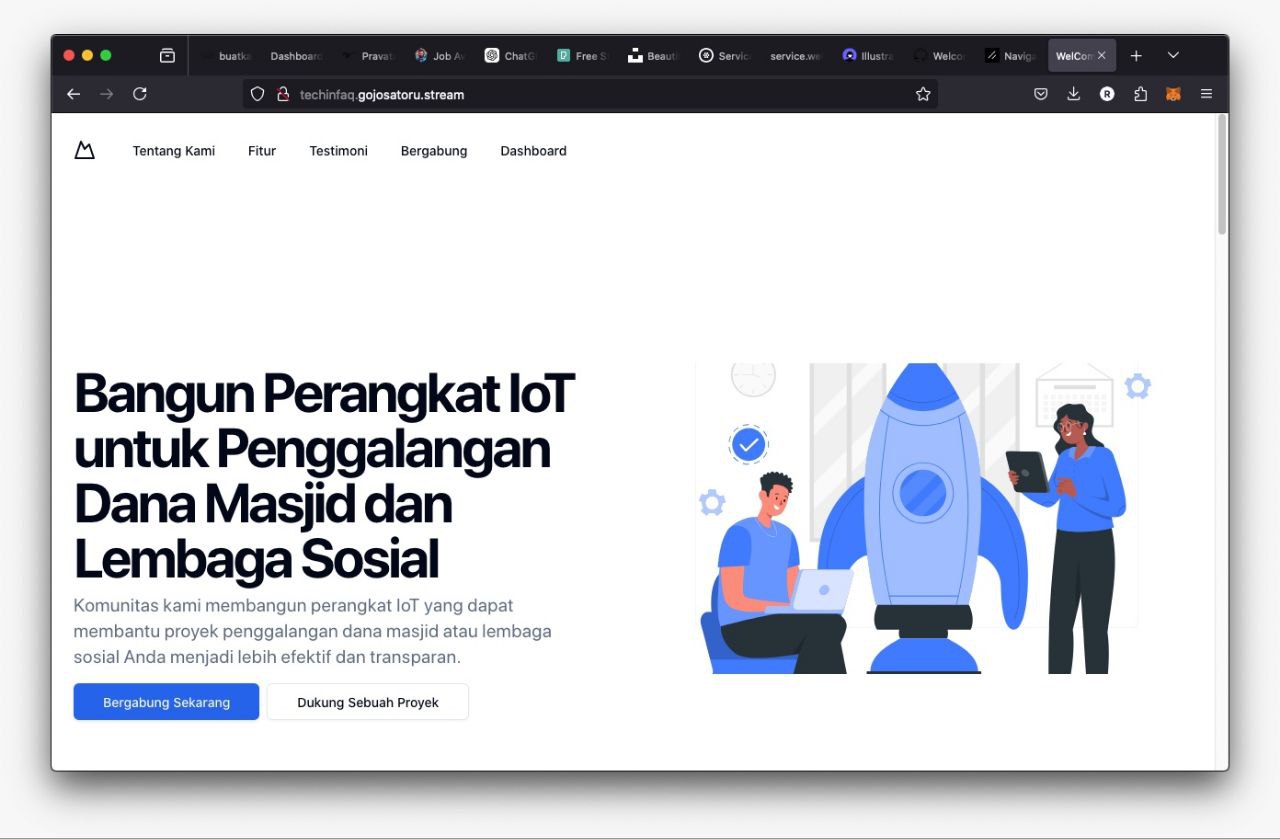 buatka
Dashboard
Pravat
Job Av
ChatG
Free S
Beauti
Servic
service.we
Illustra
Welco
Naviga
WelCom
techinfaq.gojosatoru.stream
R
Tentang Kami
Fitur
Testimoni
Bergabung
Dashboard
Bangun Perangkat IoT
untuk Penggalangan
Dana Masjid dan
Lembaga Sosial
Komunitas kami membangun perangkat IoT yang dapat
membantu proyek penggalangan dana masjid atau lembaga
sosial Anda menjadi lebih efektif dan transparan.
Bergabung Sekarang
Dukung Sebuah Proyek